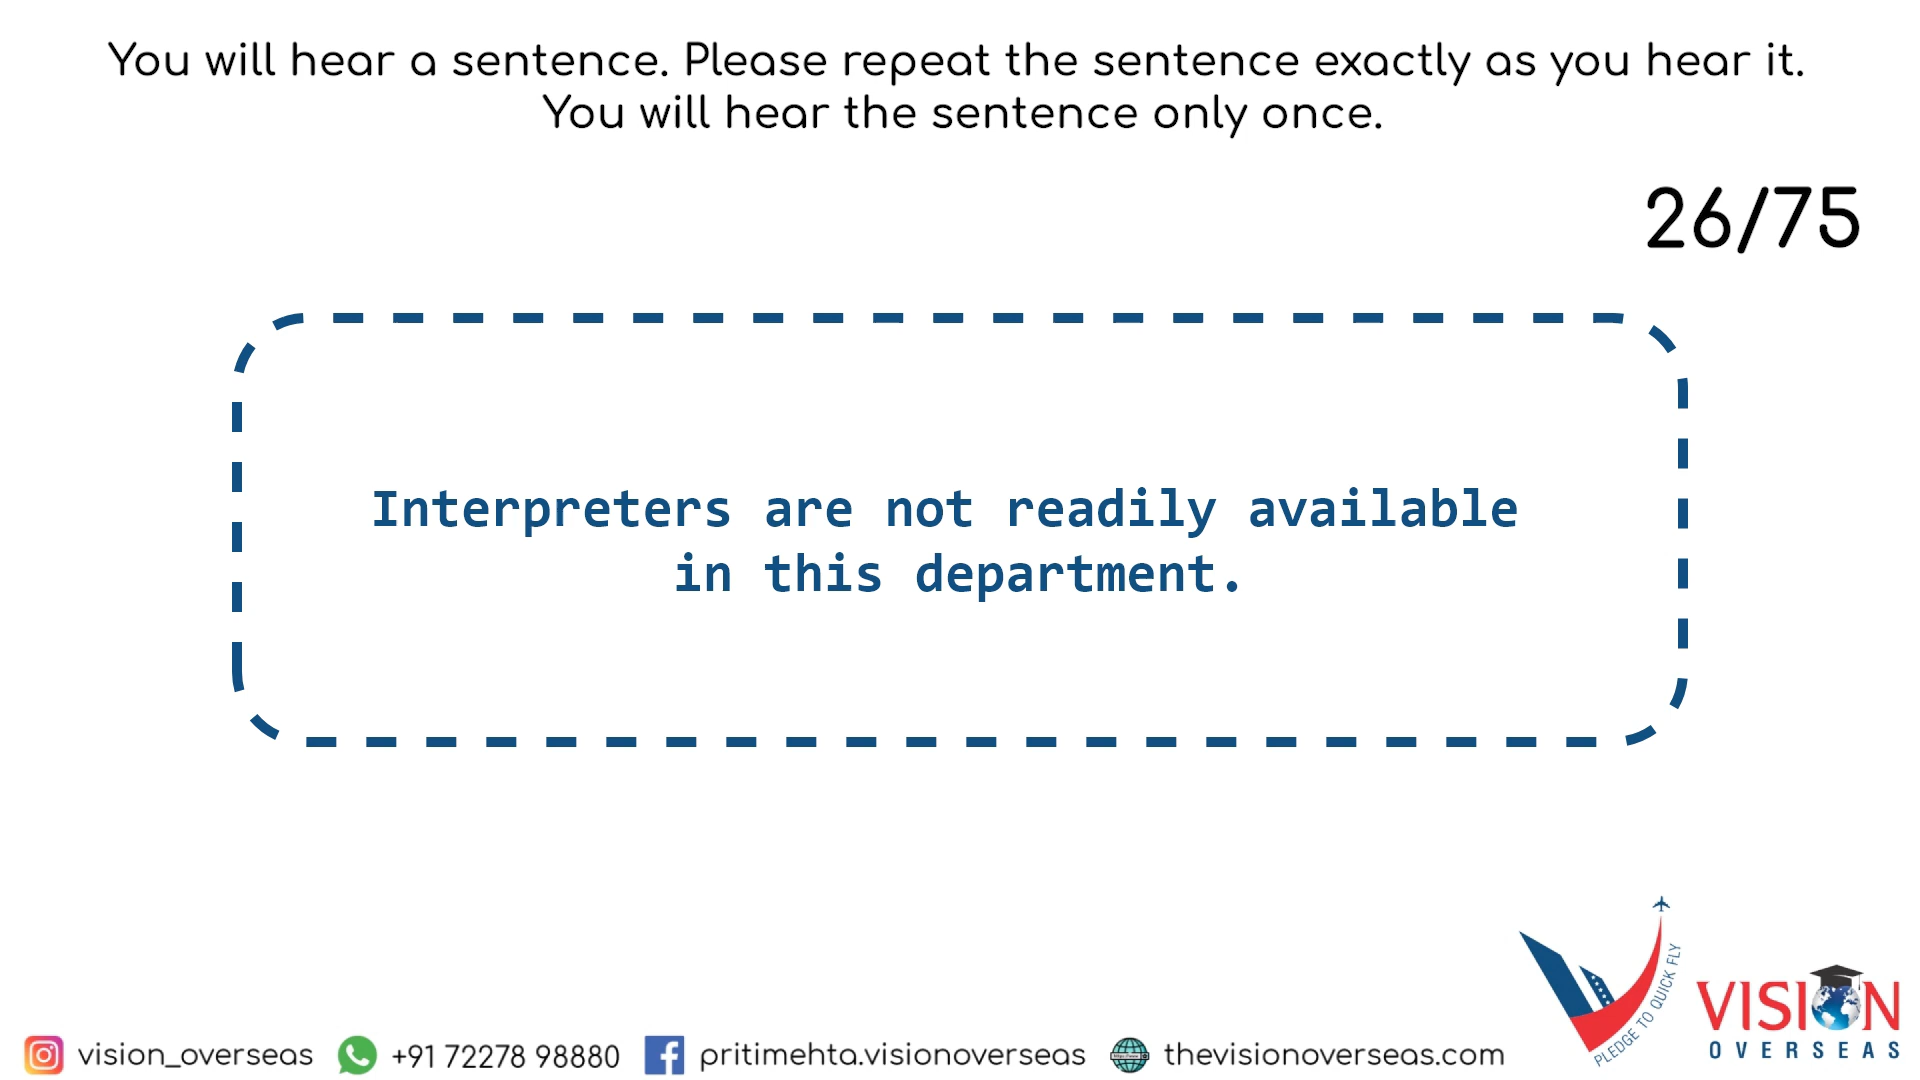 You will hear a sentence. Please repeat the sentence exactly as you hear it.
You will hear the sentence only once.
26/75
Interpreters are not readily available
in this department.
PLEDGE TO QUICK FLY
VISION
OVERSEAS
vision_overseas
+91 72278 98880
pritimehta.visionoverseas
thevisionoverseas.com